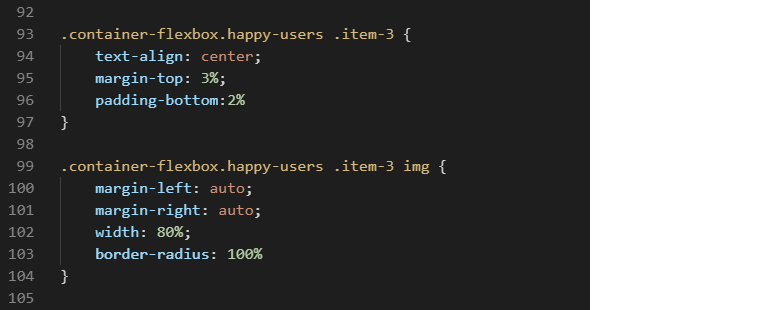 92
93 .container-flexbox.happy-users .item-3 {
94 text-align: center;
95 margin-top: 3%;
96 padding-bottom:2%
97 }
98
99 .container-flexbox.happy-users .item-3 img {
100 margin-left: auto;
101 margin-right: auto;
102 width: 80%;
103 border-radius: 100%
104 }
105